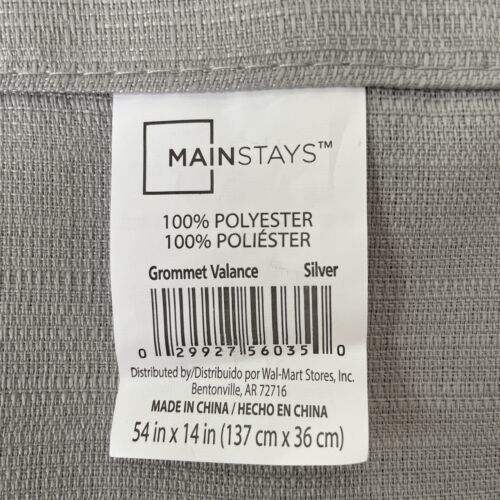 MAINSTAYS™
100% POLYESTER
100% POLIÉSTER
Grommet Valance Silver
0 29927 56035 0
Distributed by/Distribuido por Wal-Mart Stores, Inc.
Bentonville, AR 72716
MADE IN CHINA / HECHO EN CHINA
54 in x 14 in (137 cm x 36 cm)